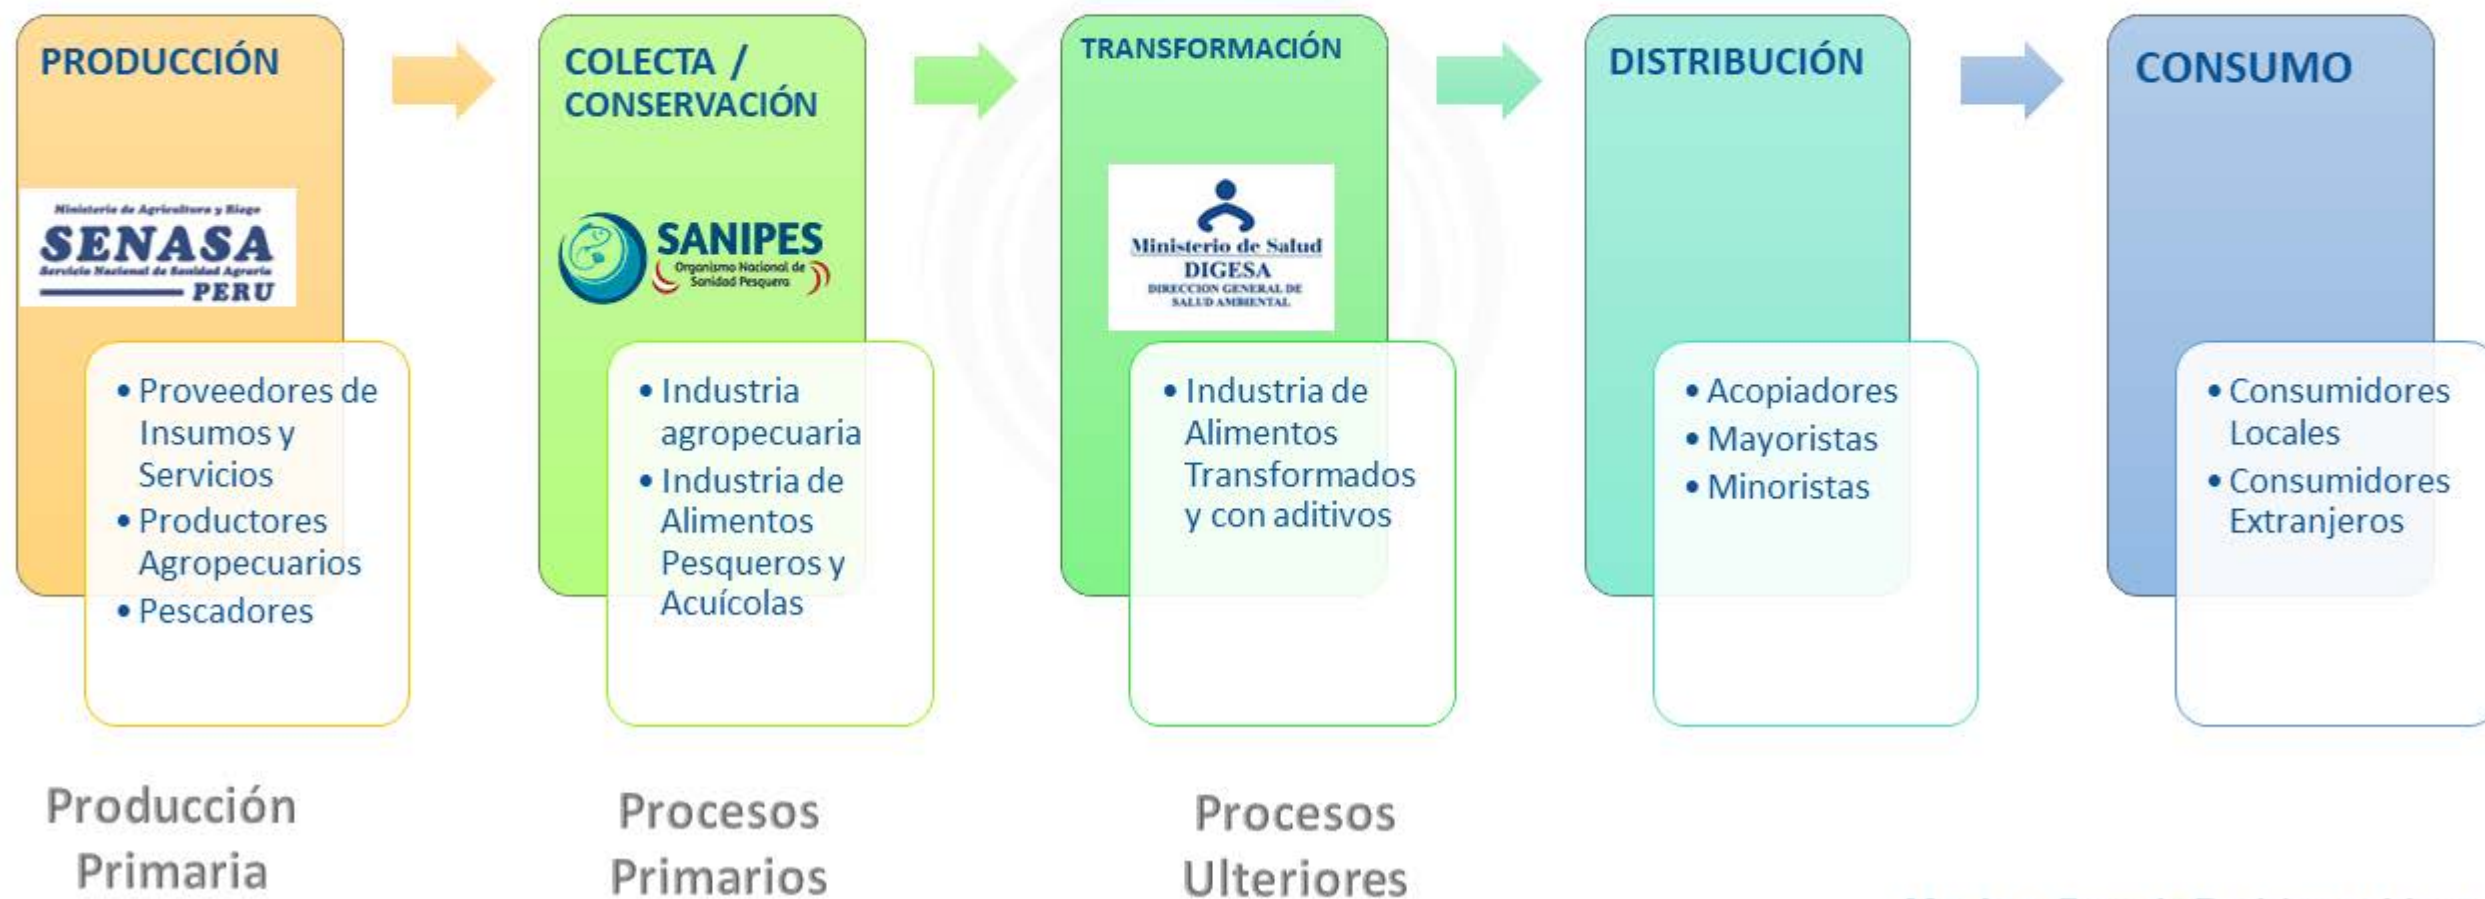 PRODUCCIÓN
Ministerio de Agricultura y Riego
SENASA
Servicio Nacional de Sanidad Agraria
PERU
• Proveedores de
Insumos y
Servicios
• Productores
Agropecuarios
• Pescadores
Producción
Primaria
COLECTA /
CONSERVACIÓN
SANIPES
Organismo Nacional de
Sanidad Pesquera
• Industria
agropecuaria
• Industria de
Alimentos
Pesqueros y
Acuícolas
Procesos
Primarios
TRANSFORMACIÓN
Ministerio de Salud
DIGESA
DIRECCION GENERAL DE
SALUD AMBIENTAL
• Industria de
Alimentos
Transformados
y con aditivos
Procesos
Ulteriores
DISTRIBUCIÓN
• Acopiadores
• Mayoristas
• Minoristas
CONSUMO
• Consumidores
Locales
• Consumidores
Extranjeros